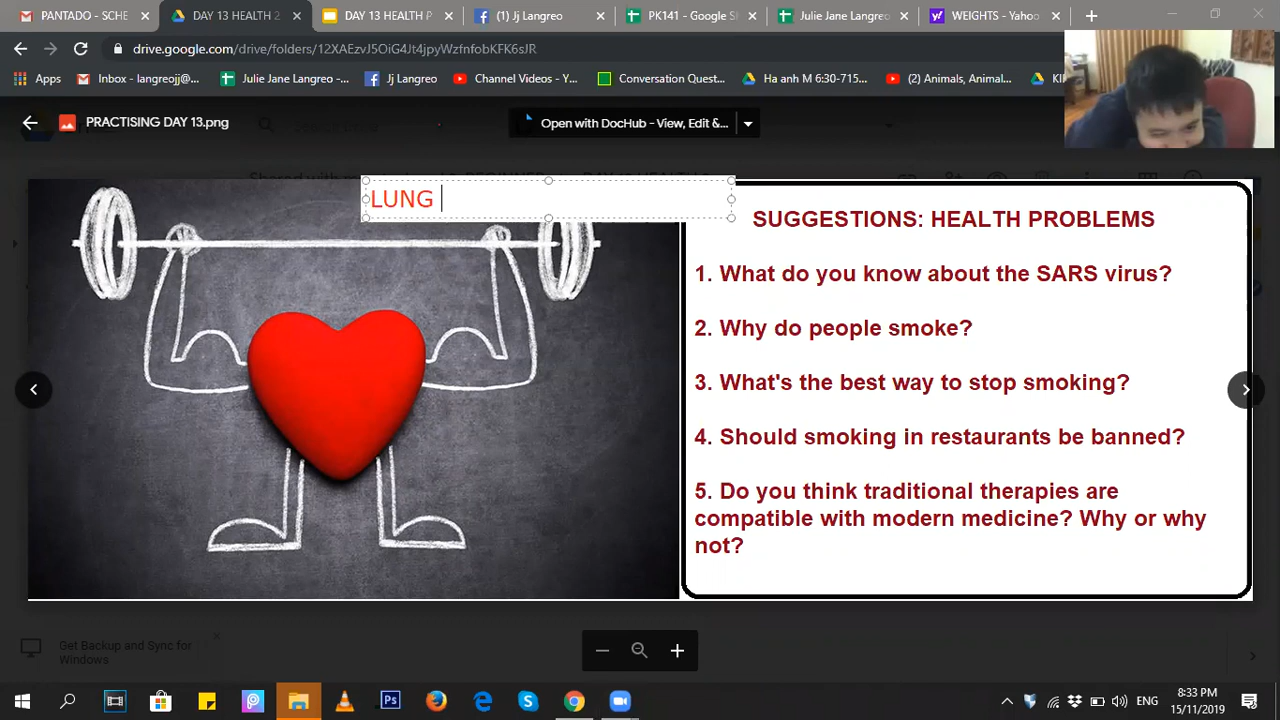 PANTADO - SCHE
DAY 13 HEALTH 2
DAY 13 HEALTH P
(1) Jj Langreo
PK141 - Google S
Julie Jane Langreo
WEIGHTS - Yahoo
drive.google.com/drive/folders/12XAEzvJ5OiG4Jt4jpyWzfnfobKFK6sJR
Apps
Inbox - langreojj@...
Julie Jane Langreo...
Jj Langreo
Channel Videos - Y...
Conversation Quest...
Ha anh M 6:30-715...
(2) Animals, Animal...
PRACTISING DAY 13.png
Open with DocHub - View, Edit &...
LUNG
SUGGESTIONS: HEALTH PROBLEMS
1. What do you know about the SARS virus?
2. Why do people smoke?
3. What's the best way to stop smoking?
4. Should smoking in restaurants be banned?
5. Do you think traditional therapies are
compatible with modern medicine? Why or why
not?
Get Backup and Sync for
Windows
ENG
8:33 PM
15/11/2019